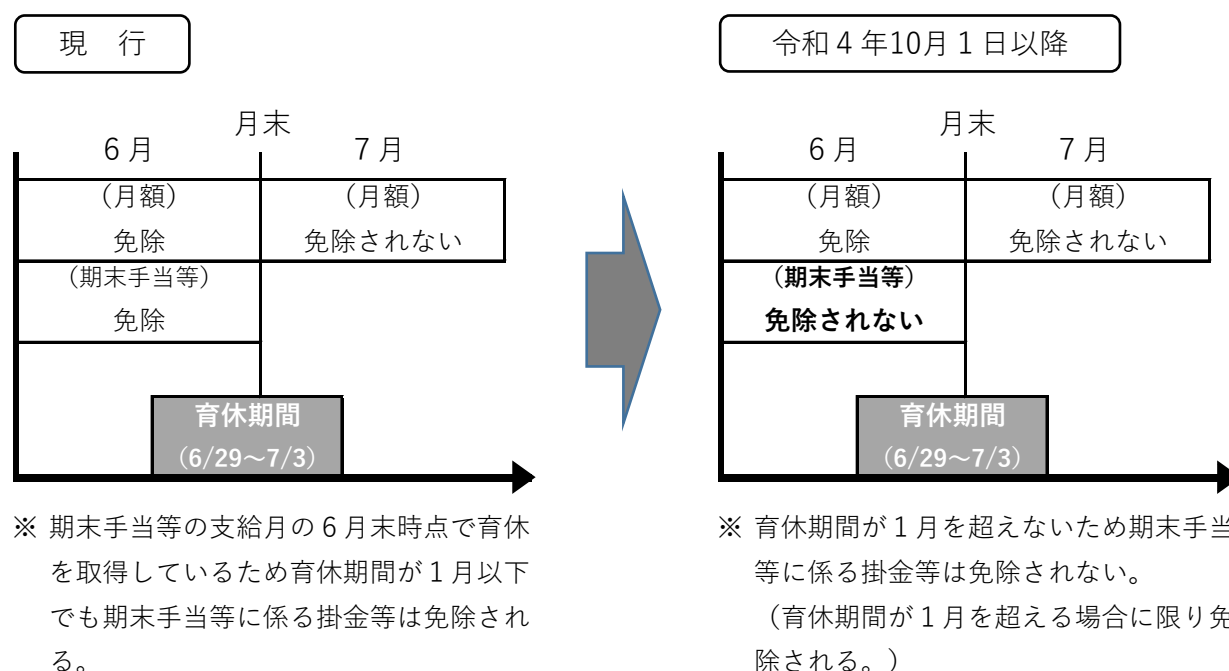 現　行
月末
6月
7月
(月額)
免除
(月額)
免除されない
(期末手当等)
免除
育休期間
(6/29～7/3)
※ 期末手当等の支給月の６月末時点で育休
を取得しているため育休期間が１月以下
でも期末手当等に係る掛金等は免除され
る。
令和４年10月１日以降
月末
6月
7月
(月額)
免除
(月額)
免除されない
(期末手当等)
免除されない
育休期間
(6/29～7/3)
※ 育休期間が１月を超えないため期末手当
等に係る掛金等は免除されない。
（育休期間が１月を超える場合に限り免
除される。）